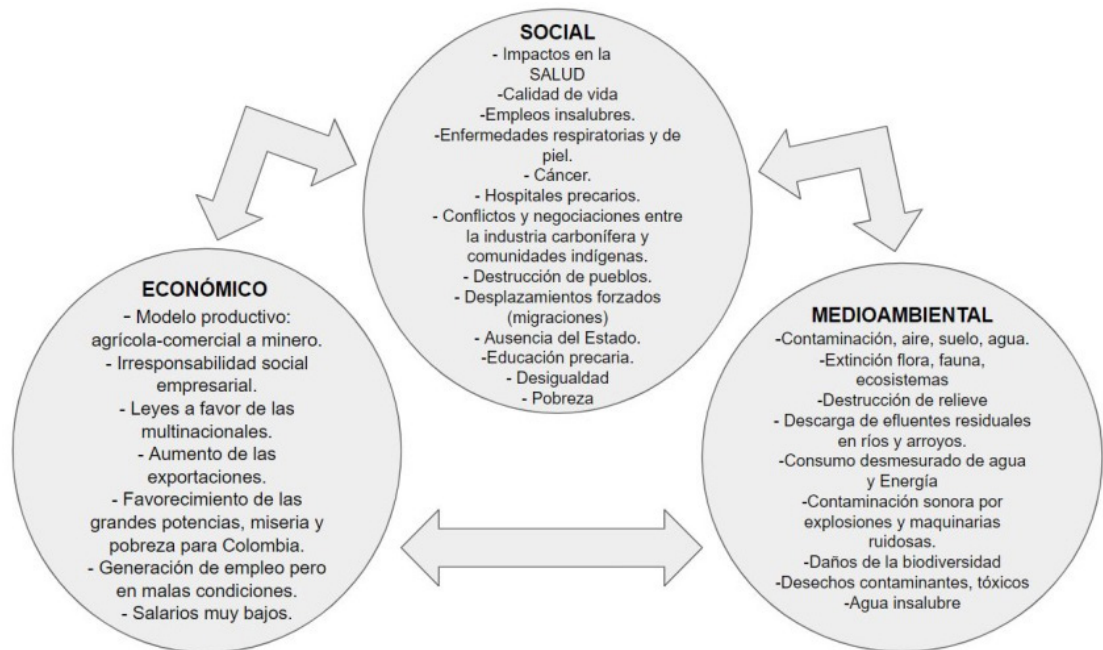 SOCIAL
- Impactos en la
SALUD
-Calidad de vida
-Empleos insalubres.
-Enfermedades respiratorias y de
piel.
- Cáncer.
- Hospitales precarios.
- Conflictos y negociaciones entre
la industria carbonífera y
comunidades indígenas.
- Destrucción de pueblos.
- Desplazamientos forzados
(migraciones)
- Ausencia del Estado.
-Educación precaria.
- Desigualdad
- Pobreza
ECONÓMICO
- Modelo productivo:
agrícola-comercial a minero.
- Irresponsabilidad social
empresarial.
- Leyes a favor de las
multinacionales.
- Aumento de las
exportaciones.
- Favorecimiento de las
grandes potencias, miseria y
pobreza para Colombia.
- Generación de empleo pero
en malas condiciones.
- Salarios muy bajos.
MEDIOAMBIENTAL
-Contaminación, aire, suelo, agua.
-Extinción flora, fauna,
ecosistemas
-Destrucción de relieve
- Descarga de efluentes residuales
en ríos y arroyos.
-Consumo desmesurado de agua
y Energía
-Contaminación sonora por
explosiones y maquinarias
ruidosas.
-Daños de la biodiversidad
-Desechos contaminantes, tóxicos
-Agua insalubre